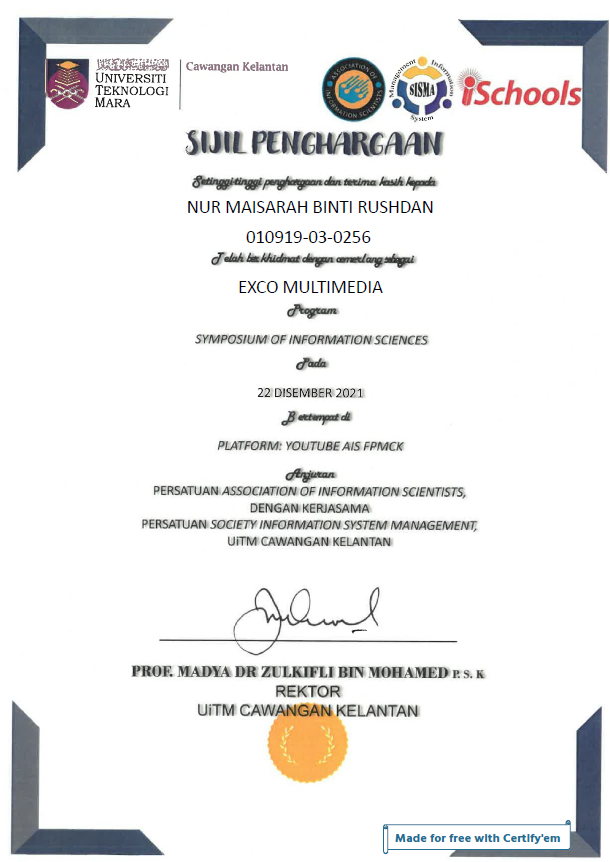 UNIVERSITI
TEKNOLOGI
MARA
Cawangan Kelantan
ASSOCIATION OF
INFORMATION SCIENTISTS
Management Information
SISMA
System
iSchools
SIJIL PENGHARGAAN
Setinggi-tinggi penghargaan dan terima kasih kepada
NUR MAISARAH BINTI RUSHDAN
010919-03-0256
Telah berkhidmat dengan cemerlang sebagai
EXCO MULTIMEDIA
Program
SYMPOSIUM OF INFORMATION SCIENCES
Pada
22 DISEMBER 2021
Bertempat di
PLATFORM: YOUTUBE AIS FPMCK
Anjuran
PERSATUAN ASSOCIATION OF INFORMATION SCIENTISTS,
DENGAN KERJASAMA
PERSATUAN SOCIETY INFORMATION SYSTEM MANAGEMENT,
UiTM CAWANGAN KELANTAN
PROF. MADYA DR ZULKIFLI BIN MOHAMED P. S. K
REKTOR
UiTM CAWANGAN KELANTAN
Made for free with Certify'em